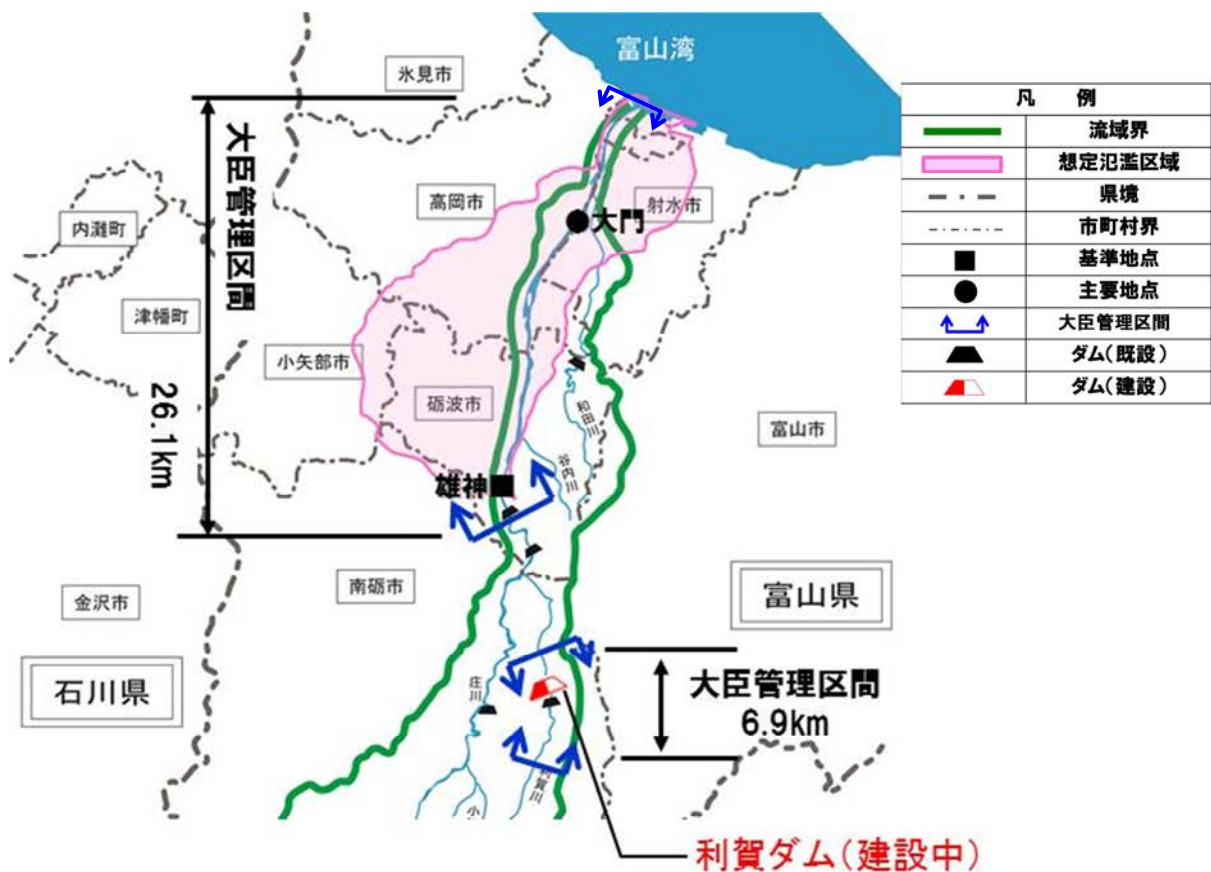 富山湾
氷見市
凡　例
流域界
想定氾濫区域
県境
市町村界
基準地点
主要地点
大臣管理区間
ダム(既設)
ダム(建設)
大臣管理区間
26.1km
高岡市
射水市
内灘町
大門
津幡町
小矢部市
砺波市
和田川
富山市
谷内川
雄神
南砺市
金沢市
富山県
石川県
庄川
大臣管理区間
6.9km
利賀川
小
利賀ダム(建設中)